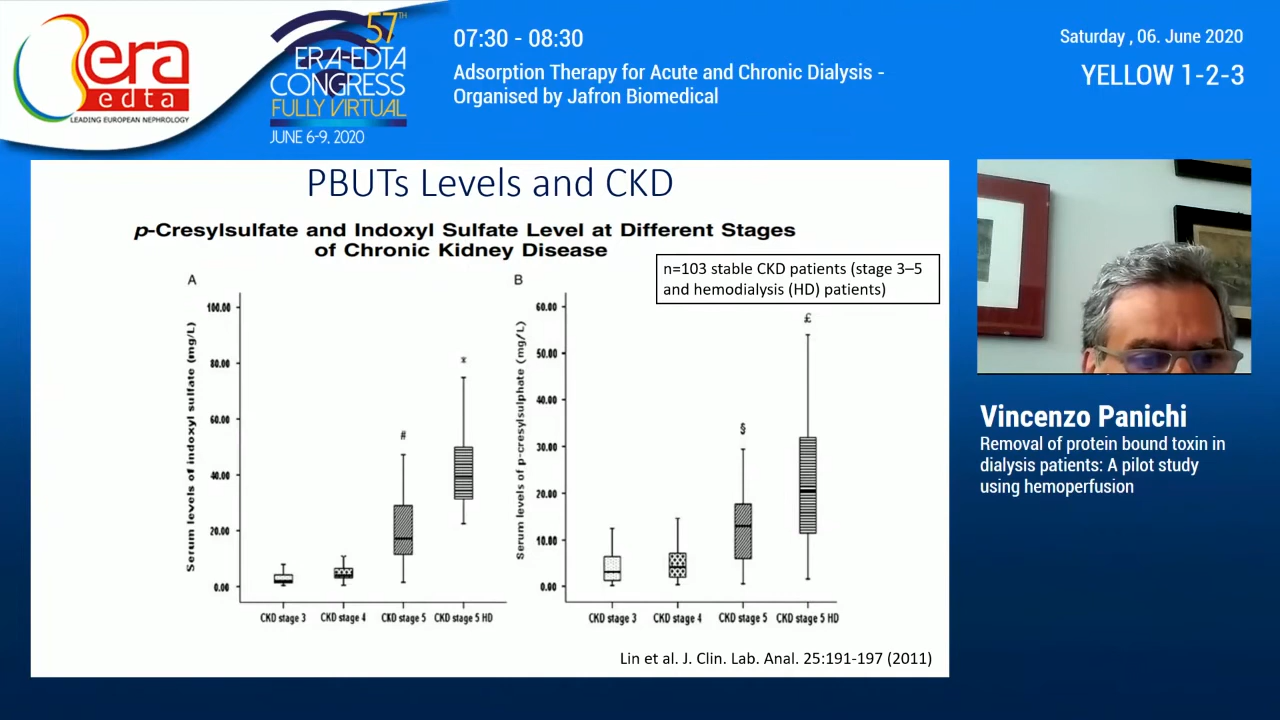 era
edta
LEADING EUROPEAN NEPHROLOGY
57TH
ERA-EDTA
CONGRESS
FULLY VIRTUAL
JUNE 6-9, 2020
07:30 - 08:30
Adsorption Therapy for Acute and Chronic Dialysis -
Organised by Jafron Biomedical
Saturday , 06. June 2020
YELLOW 1-2-3
PBUTs Levels and CKD
p-Cresylsulfate and Indoxyl Sulfate Level at Different Stages
of Chronic Kidney Disease
n=103 stable CKD patients (stage 3–5
and hemodialysis (HD) patients)
A
Serum levels of indoxyl sulfate (mg/L)
100.00
80.00
60.00
40.00
20.00
0.00
#
*
CKD stage 3
CKD stage 4
CKD stage 5
CKD stage 5 HD
B
Serum levels of p-cresylsulphate (mg/L)
60.00
50.00
40.00
30.00
20.00
10.00
0.00
§
£
CKD stage 3
CKD stage 4
CKD stage 5
CKD stage 5 HD
Lin et al. J. Clin. Lab. Anal. 25:191-197 (2011)
Vincenzo Panichi
Removal of protein bound toxin in
dialysis patients: A pilot study
using hemoperfusion